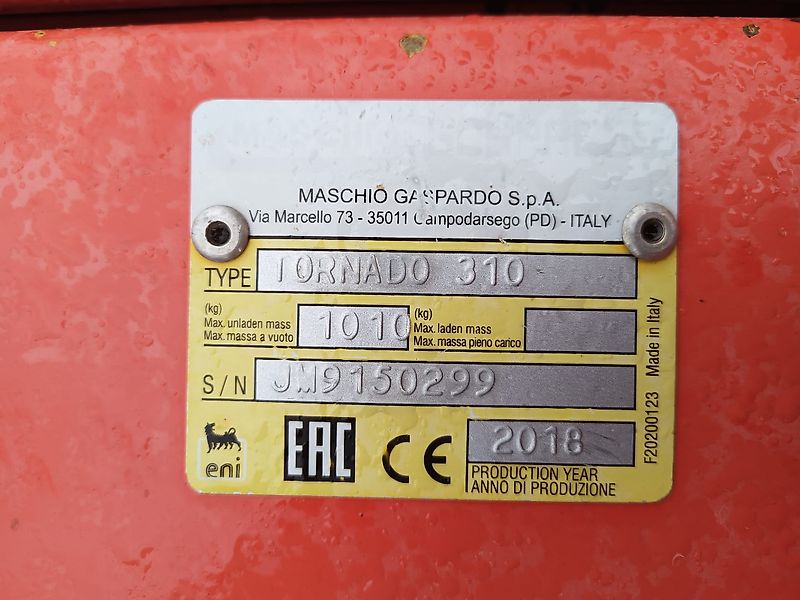 MASCHIO GASPARDO S.p.A.
Via Marcello 73 - 35011 Campodarsego (PD) - ITALY
TYPE TORNADO 310
(kg)
Max. unladen mass
Max. massa a vuoto
1010
(kg)
Max. laden mass
Max. massa pieno carico
S/N JM9150299
eni
EAC
CE
2018
PRODUCTION YEAR
ANNO DI PRODUZIONE
F20200123 Made in Italy